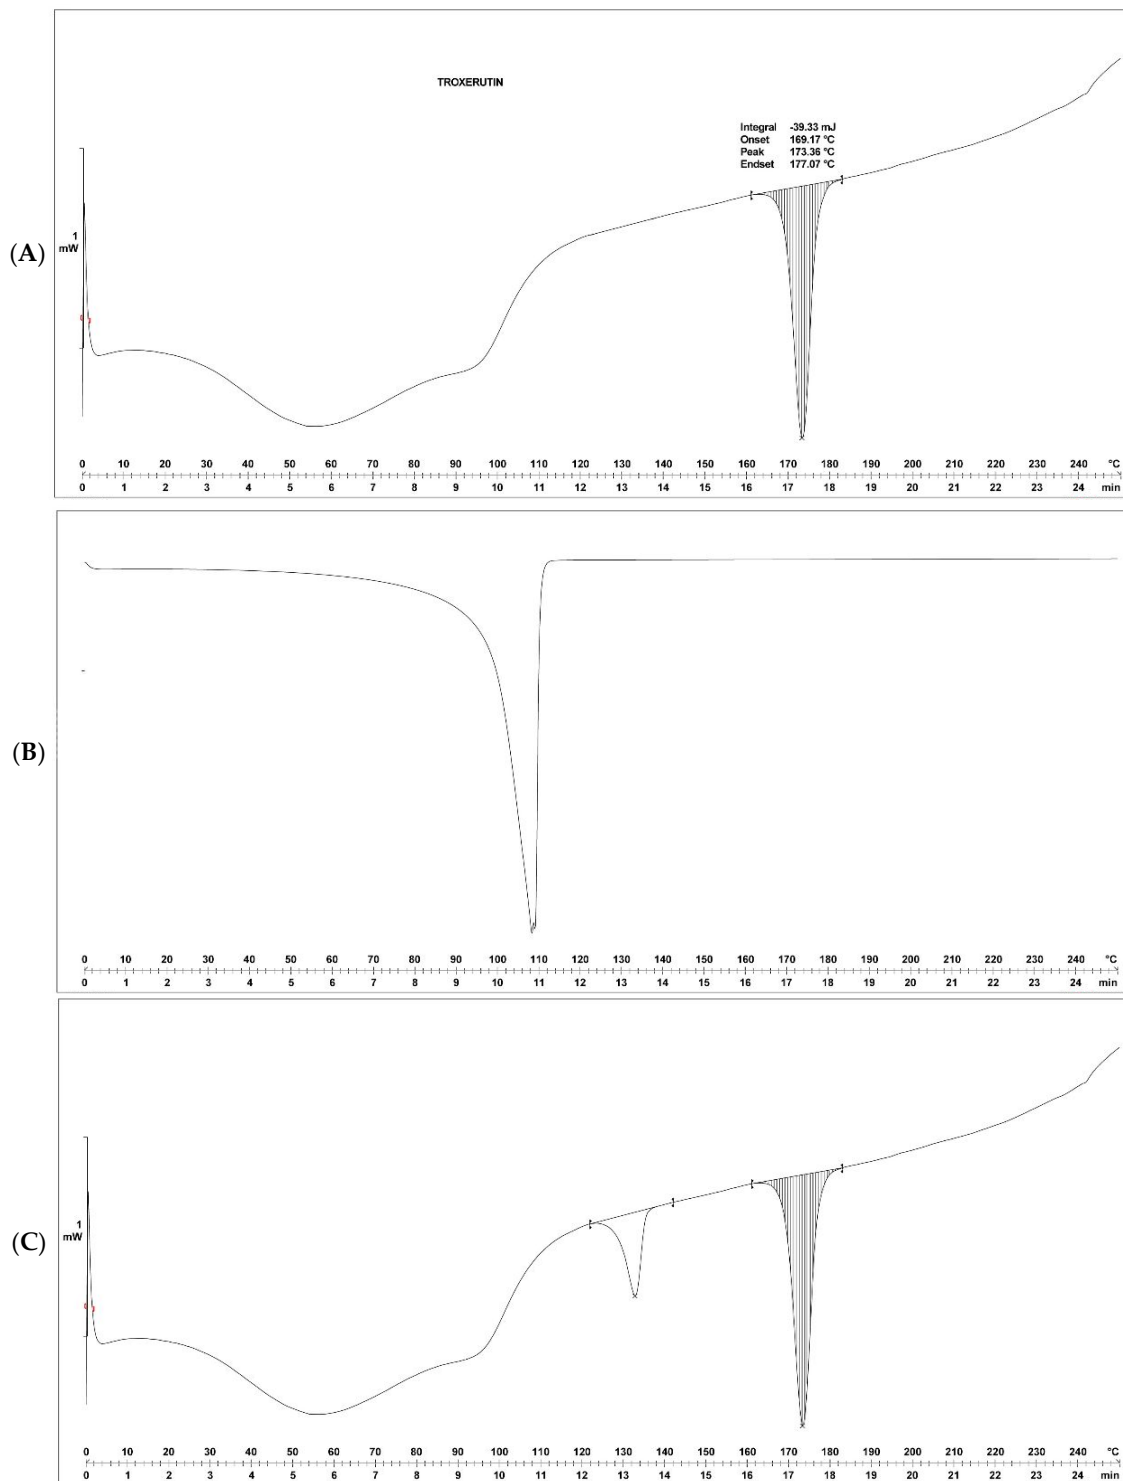 TROXERUTIN
Integral -39.33 mJ
Onset 169.17 °C
Peak 173.36 °C
Endset 177.07 °C
1
mW
(A)
0 10 20 30 40 50 60 70 80 90 100 110 120 130 140 150 160 170 180 190 200 210 220 230 240 °C
0 1 2 3 4 5 6 7 8 9 10 11 12 13 14 15 16 17 18 19 20 21 22 23 24 min
(B)
0 10 20 30 40 50 60 70 80 90 100 110 120 130 140 150 160 170 180 190 200 210 220 230 240 °C
0 1 2 3 4 5 6 7 8 9 10 11 12 13 14 15 16 17 18 19 20 21 22 23 24 min
1
mW
(C)
0 10 20 30 40 50 60 70 80 90 100 110 120 130 140 150 160 170 180 190 200 210 220 230 240 °C
0 1 2 3 4 5 6 7 8 9 10 11 12 13 14 15 16 17 18 19 20 21 22 23 24 min